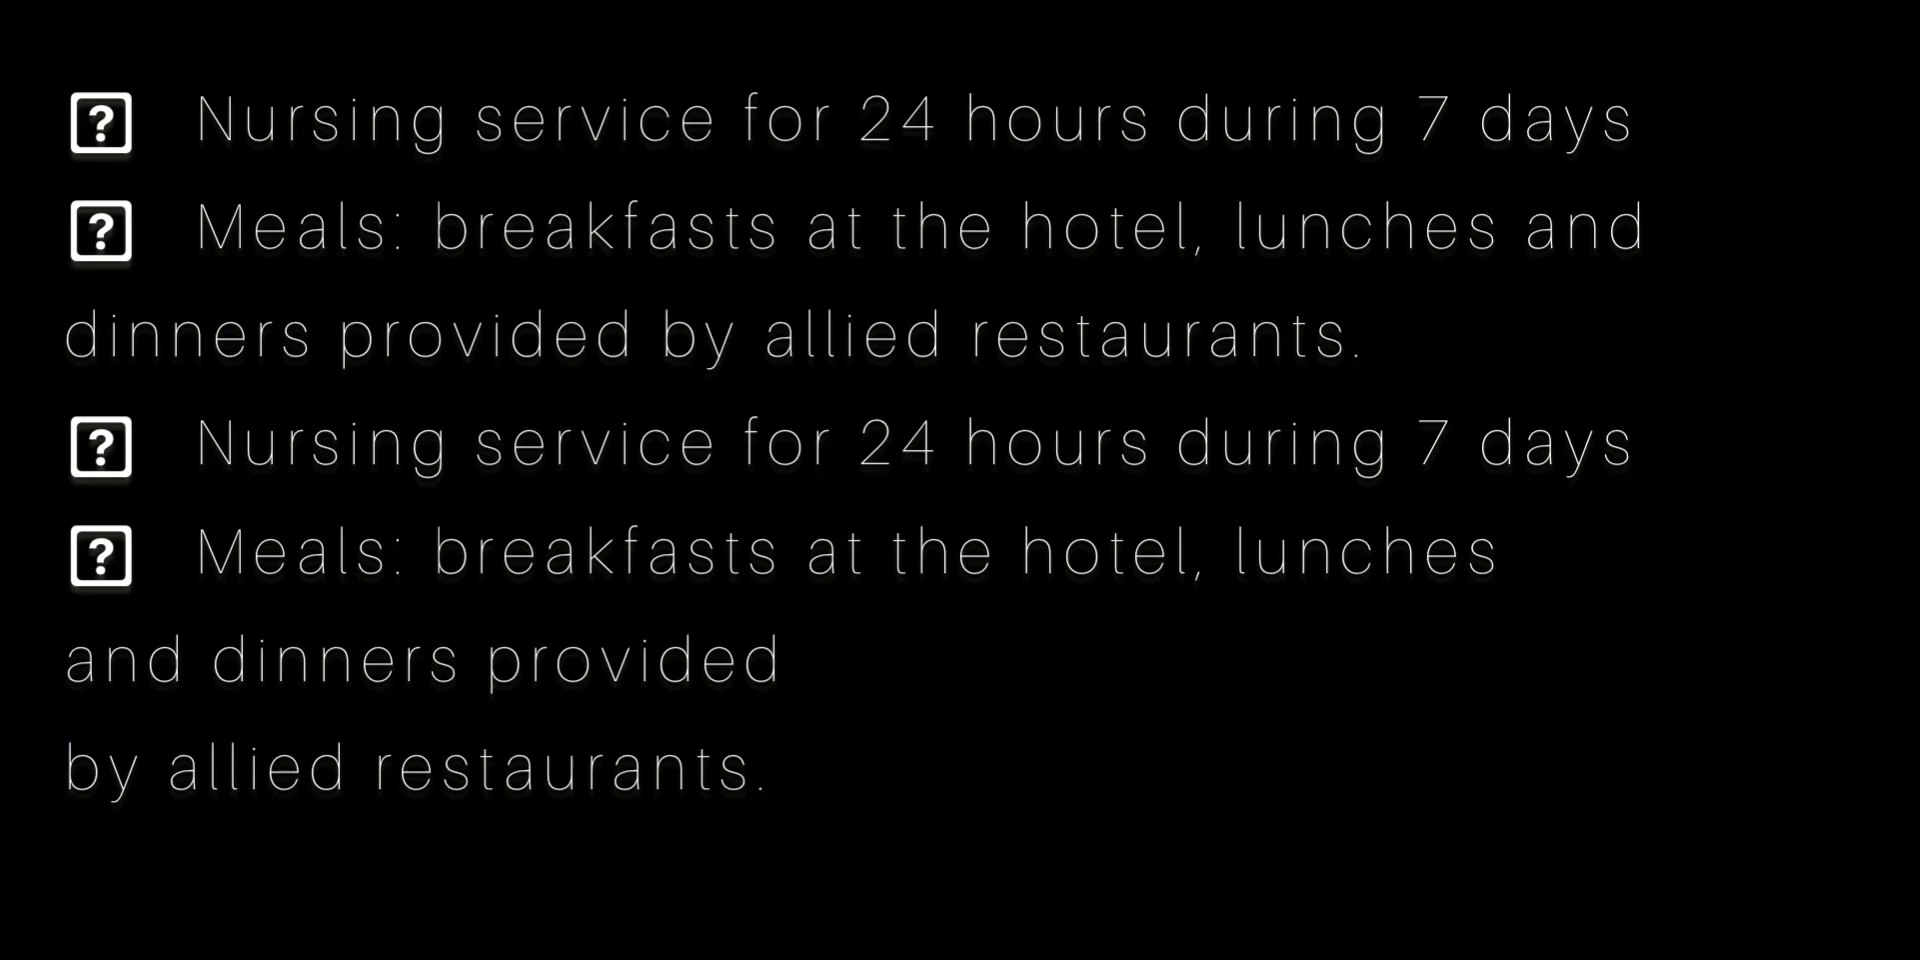 ⍰ Nursing service for 24 hours during 7 days
⍰ Meals: breakfasts at the hotel, lunches and
dinners provided by allied restaurants.
⍰ Nursing service for 24 hours during 7 days
⍰ Meals: breakfasts at the hotel, lunches
and dinners provided
by allied restaurants.